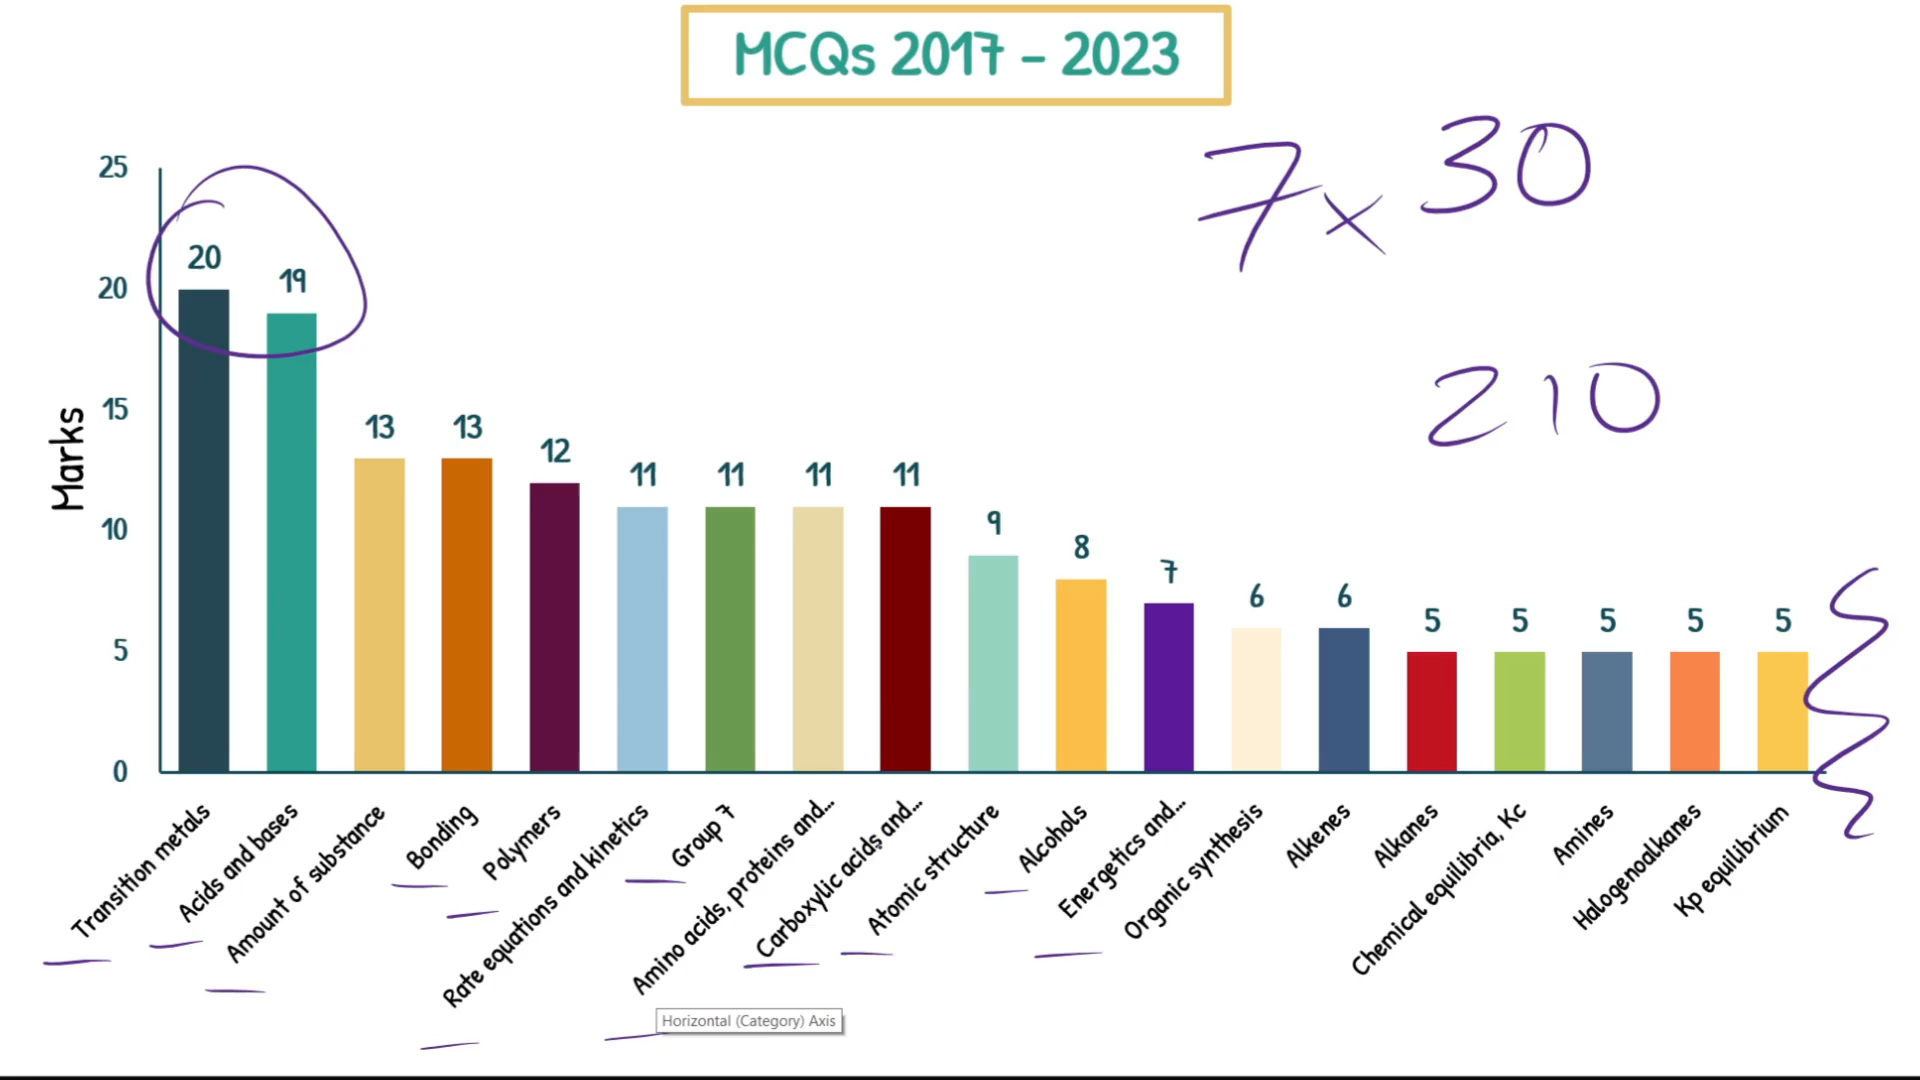 MCQs 2017 – 2023
7 x 30
210
Marks
25
20
15
10
5
0
20
19
13
13
12
11
11
11
11
9
8
7
6
6
5
5
5
5
5
Transition metals
Acids and bases
Amount of substance
Bonding
Polymers
Rate equations and kinetics
Group 7
Amino acids, proteins and...
Carboxylic acids and...
Atomic structure
Alcohols
Energetics and...
Organic synthesis
Alkenes
Alkanes
Chemical equilibria, Kc
Amines
Halogenoalkanes
Kp equilibrium
Horizontal (Category) Axis